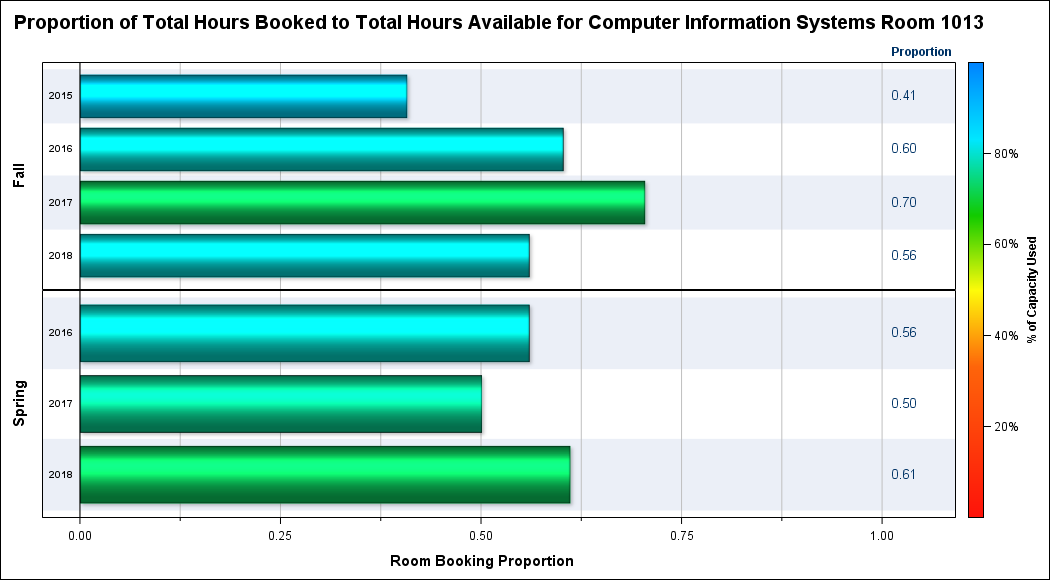 Proportion of Total Hours Booked to Total Hours Available for Computer Information Systems Room 1013
Proportion
Fall
2015 0.41
2016 0.60
2017 0.70
2018 0.56
Spring
2016 0.56
2017 0.50
2018 0.61
0.00 0.25 0.50 0.75 1.00
Room Booking Proportion
80%
60%
40%
20%
% of Capacity Used